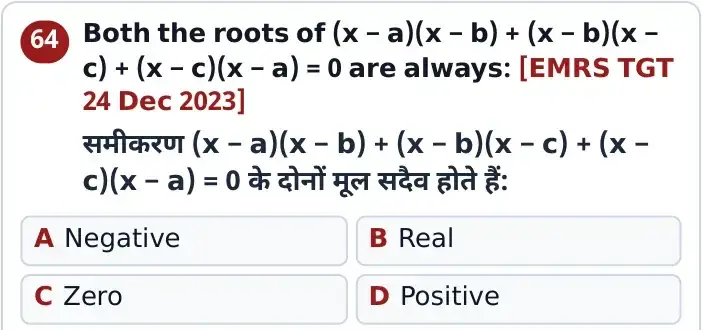 64 Both the roots of (x – a)(x – b) + (x – b)(x –
c) + (x – c)(x – a) = 0 are always: [EMRS TGT
24 Dec 2023]
समीकरण (x – a)(x – b) + (x – b)(x – c) + (x –
c)(x – a) = 0 के दोनों मूल सदैव होते हैं:
A Negative
B Real
C Zero
D Positive